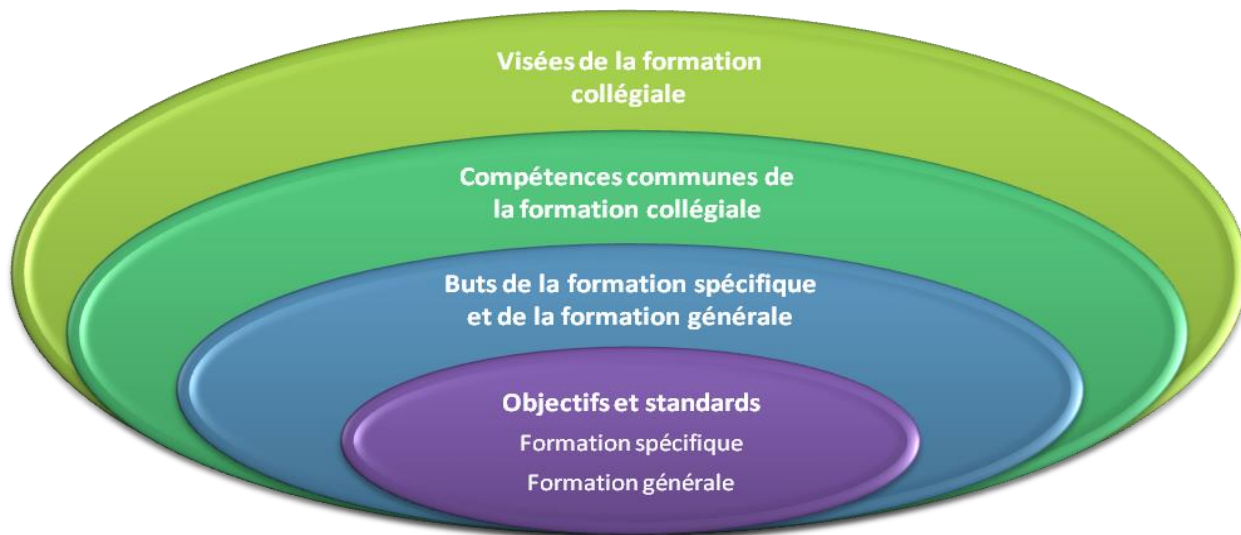 Visées de la formation
collégiale
Compétences communes de
la formation collégiale
Buts de la formation spécifique
et de la formation générale
Objectifs et standards
Formation spécifique
Formation générale